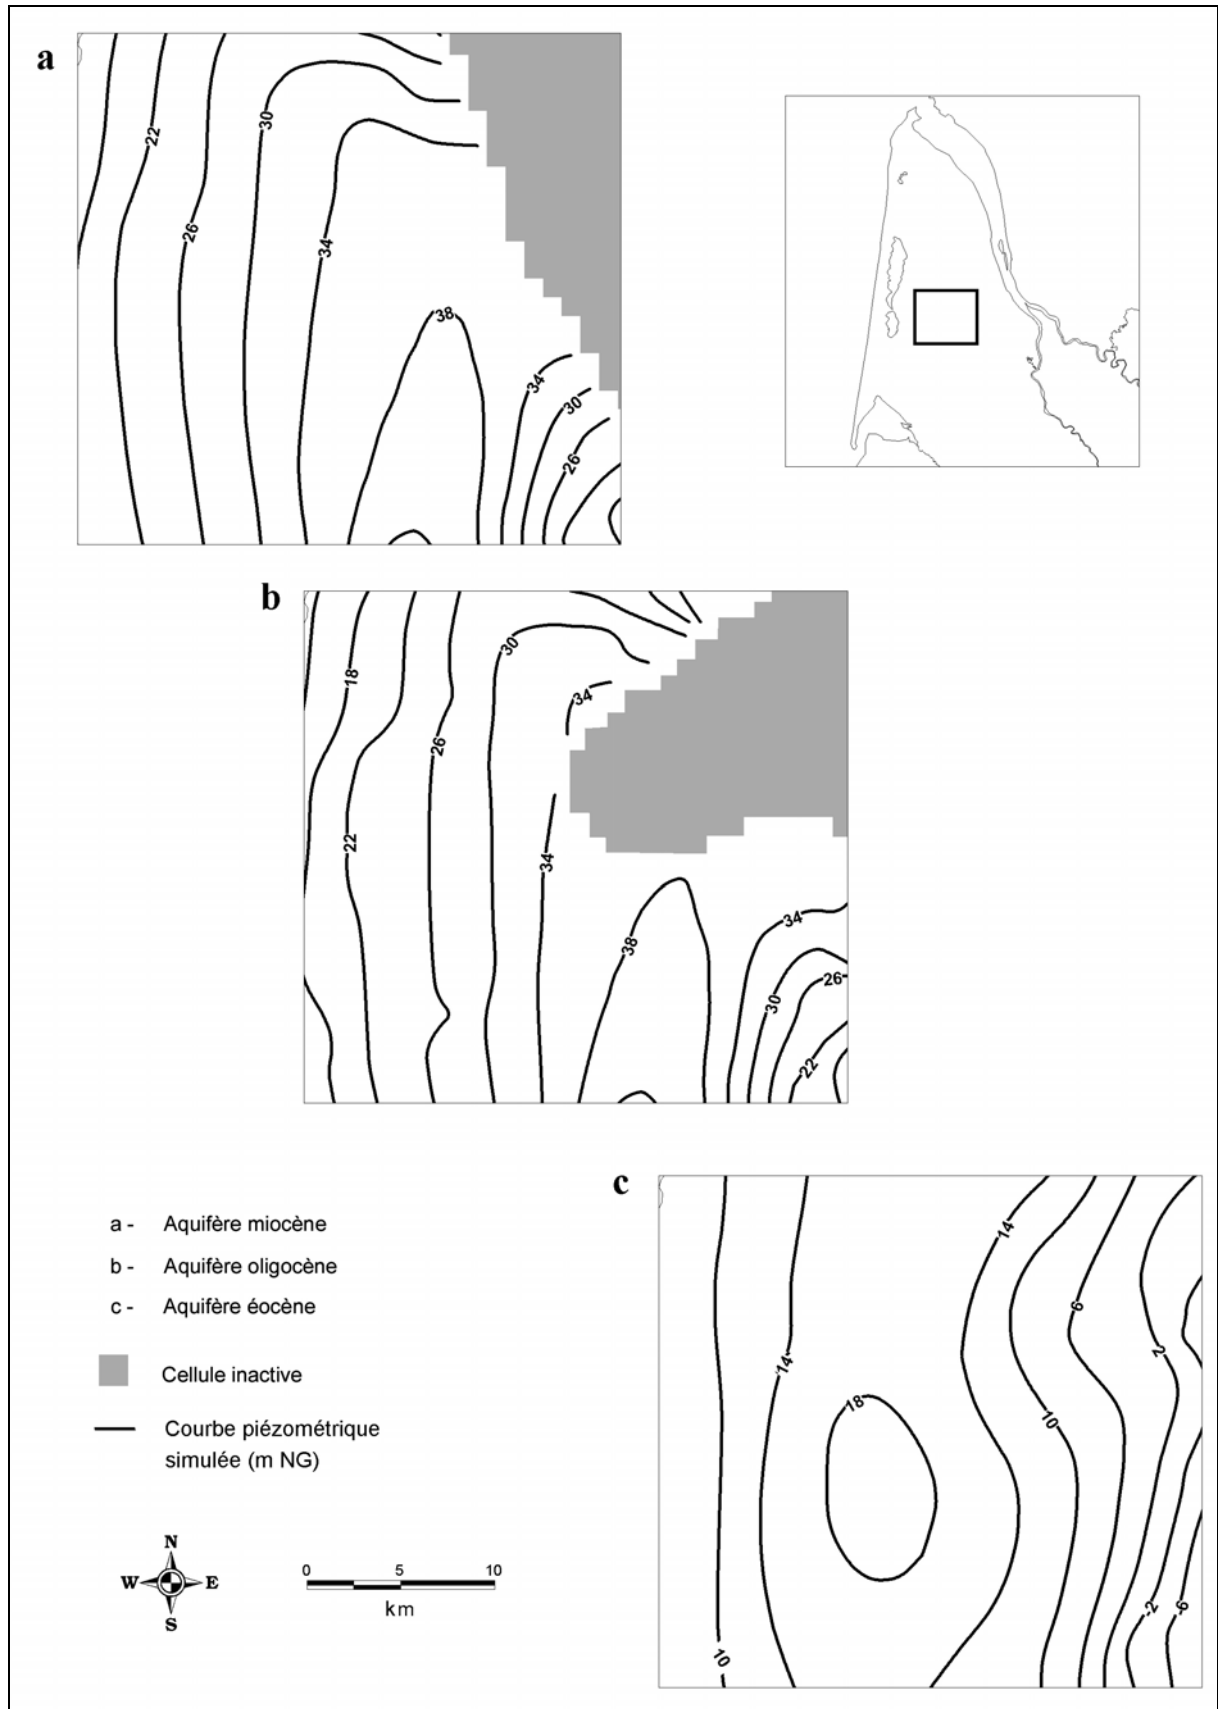 a
22
30
26
34
38
34
30
26
b
30
18
34
26
22
34
38
34
26
30
22
c
14
6
14
2
18
10
-2
-6
10
a - Aquifère miocène
b - Aquifère oligocène
c - Aquifère éocène
Cellule inactive
Courbe piézométrique
simulée (m NG)
N
W E
S
0 5 10
km